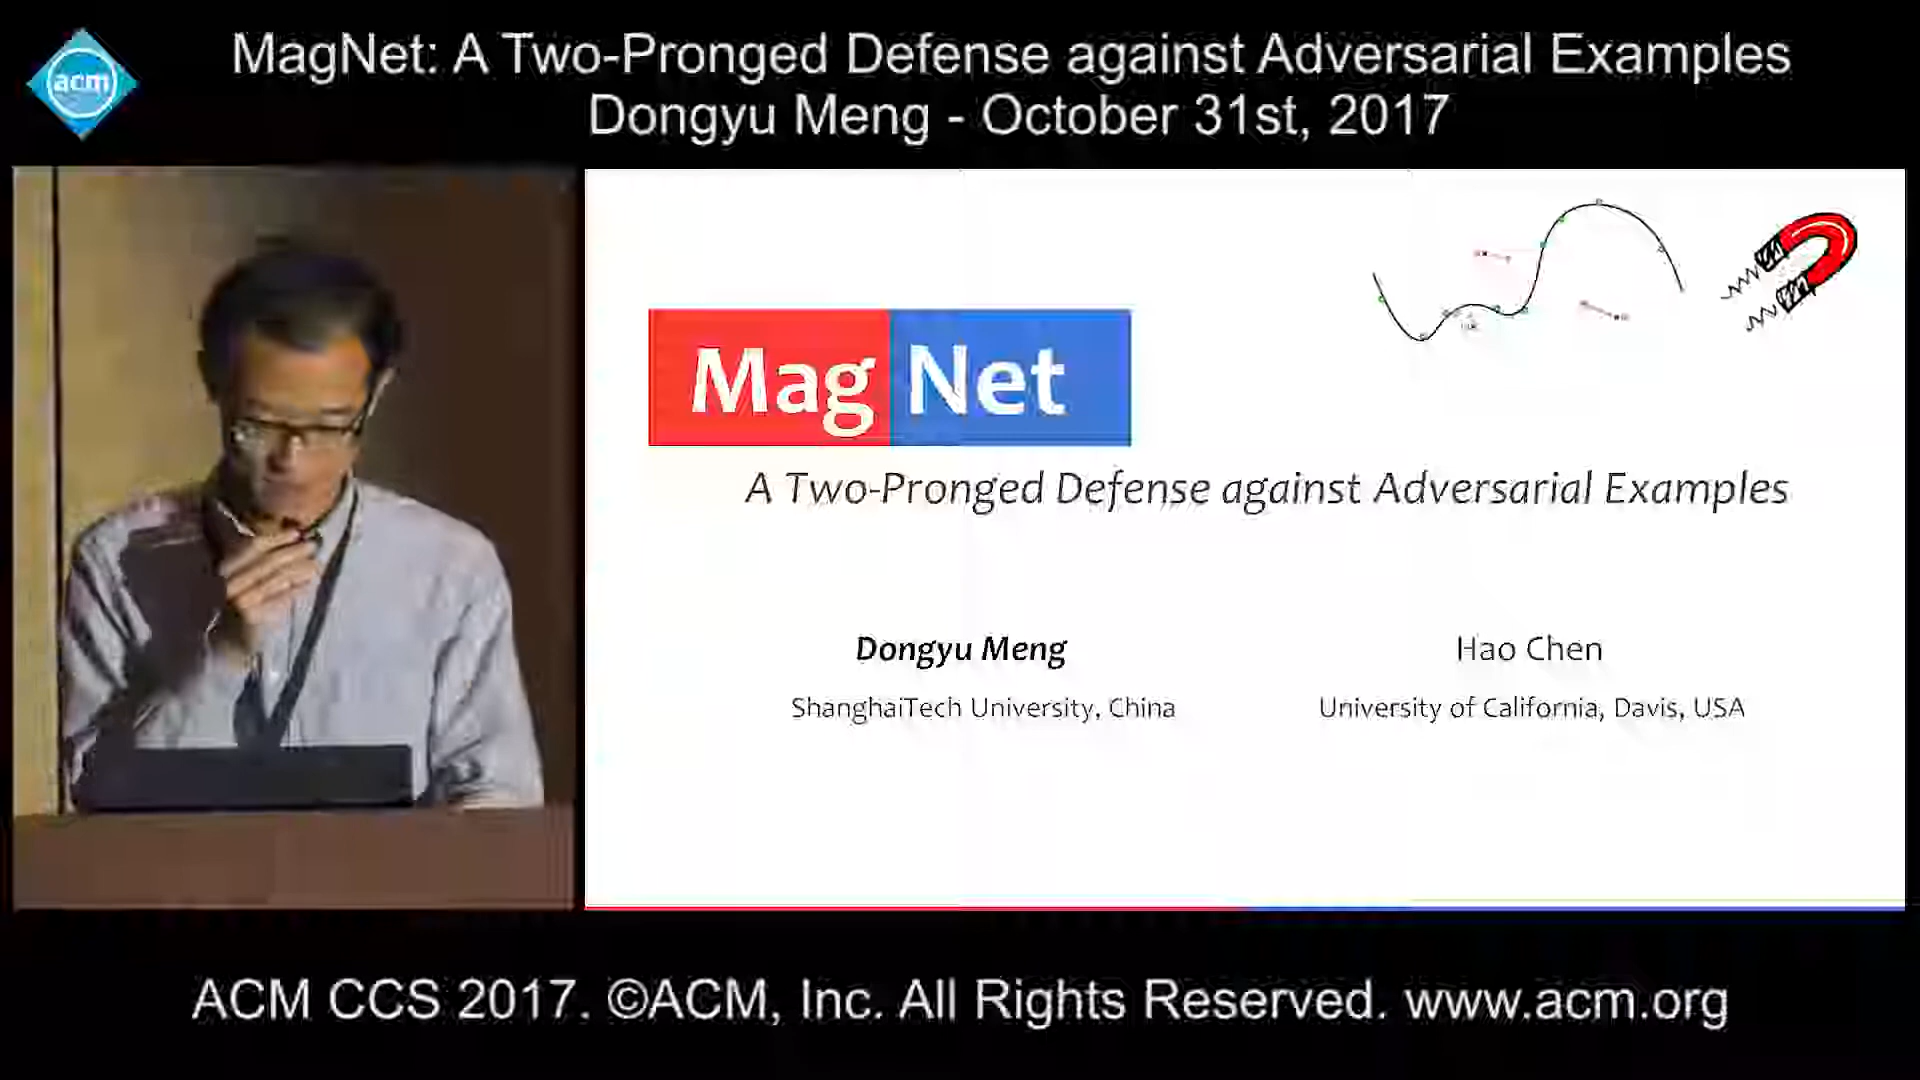 acm
MagNet: A Two-Pronged Defense against Adversarial Examples
Dongyu Meng - October 31st, 2017
Mag Net
A Two-Pronged Defense against Adversarial Examples
Dongyu Meng
ShanghaiTech University, China
Hao Chen
University of California, Davis, USA
ACM CCS 2017. ©ACM, Inc. All Rights Reserved. www.acm.org